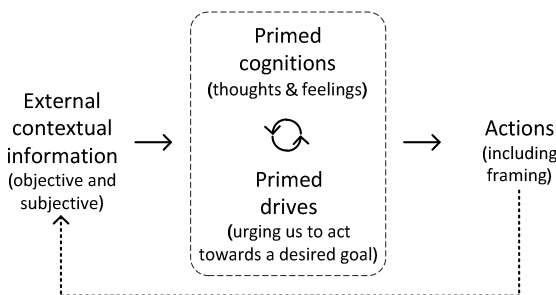 External
contextual
information
(objective and
subjective)
Primed
cognitions
(thoughts & feelings)
Primed
drives
(urging us to act
towards a desired goal)
Actions
(including
framing)